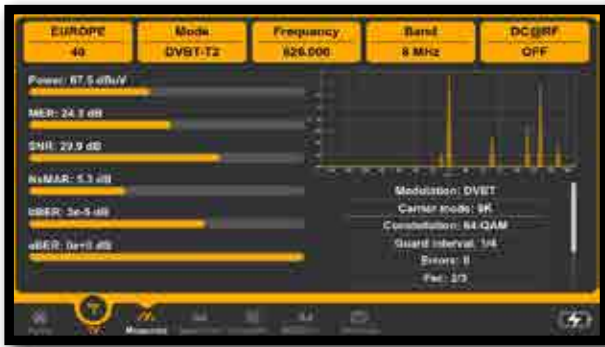 EUROPE
40
Mode
DVBT-T2
Frequency
626.000
Band
8 MHz
DC@RF
OFF
Power: 67.5 dBuV
MER: 24.3 dB
SNR: 29.9 dB
NsMAR: 5.3 dB
bBER: 3e-5 dB
aBER: 0e+0 dB
Modulation: DVBT
Carrier mode: 8K
Constellation: 64 QAM
Guard interval: 1/4
Errors: 0
Fec: 2/3
TV
Measures